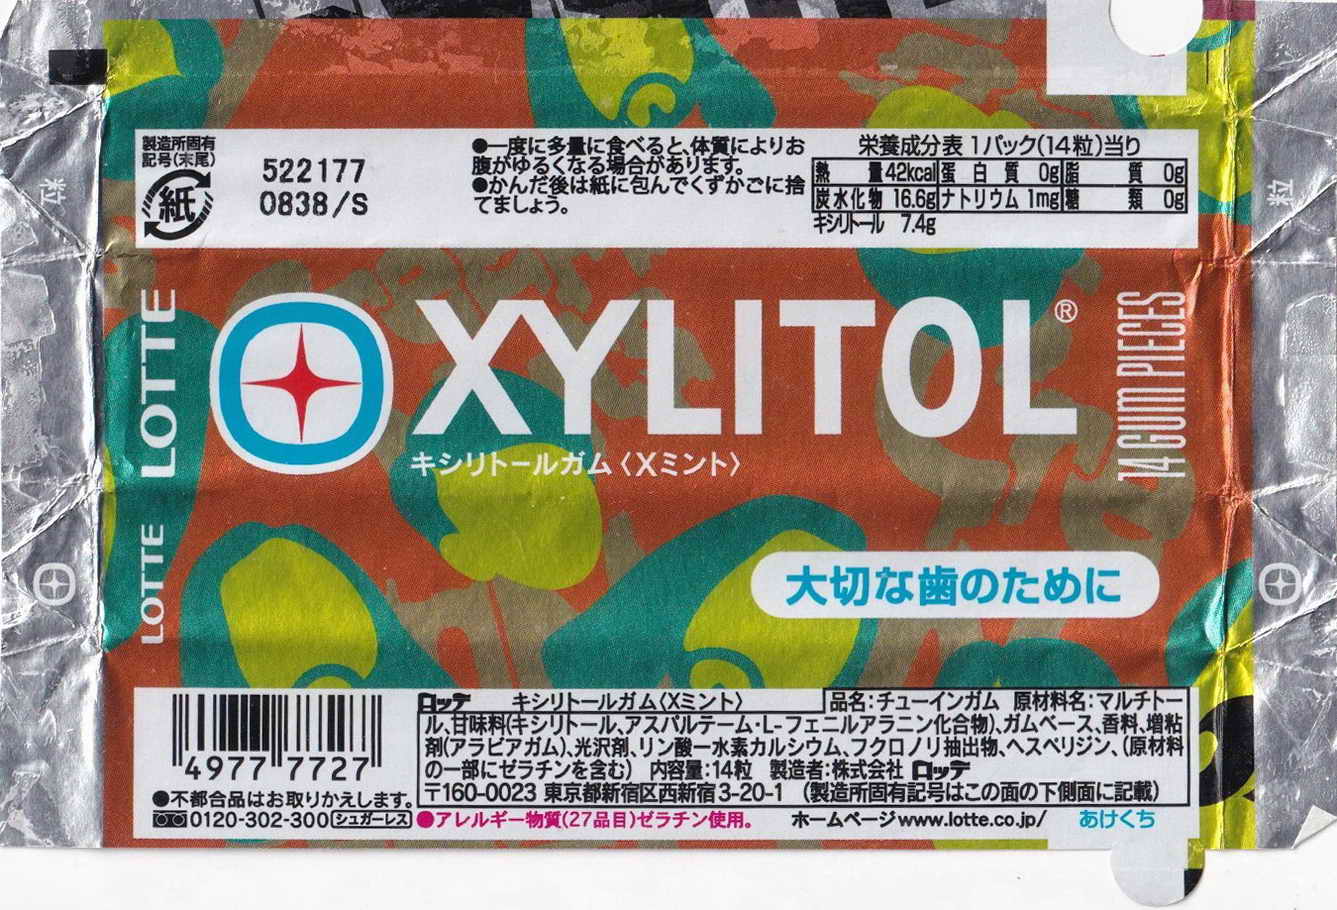 製造所固有
記号(末尾)
紙
522177
0838/S
●一度に多量に食べると、体質によりお
腹がゆるくなる場合があります。
●かんだ後は紙に包んでくずかごに捨
てましょう。
栄養成分表 1パック(14粒)当り
熱量 42kcal 蛋白質 0g 脂質 0g
炭水化物 16.6g ナトリウム 1mg 糖類 0g
キシリトール 7.4g
粒
粒
LOTTE
XYLITOL®
14 GUM PIECES
キシリトールガム〈Xミント〉
LOTTE
大切な歯のために
4977 7727
●不都合品はお取りかえします。
0120-302-300 シュガーレス
ロッテ キシリトールガム〈Xミント〉 品名：チューインガム 原材料名：マルチトー
ル、甘味料(キシリトール、アスパルテーム・L-フェニルアラニン化合物)、ガムベース、香料、増粘
剤(アラビアガム)、光沢剤、リン酸一水素カルシウム、フクロノリ抽出物、ヘスペリジン、(原材料
の一部にゼラチンを含む) 内容量：14粒 製造者：株式会社 ロッテ
〒160-0023 東京都新宿区西新宿3-20-1 (製造所固有記号はこの面の下側面に記載)
●アレルギー物質(27品目)ゼラチン使用。 ホームページwww.lotte.co.jp/ あけくち